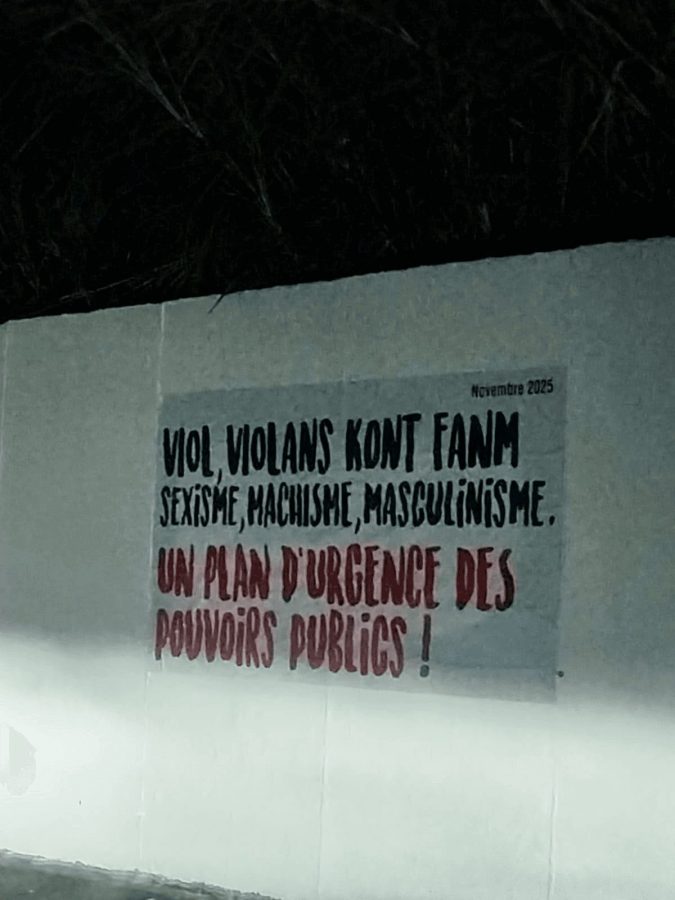 Novembre 2025
VIOL, VIOLANS KONT FANM
SEXiSME, MACHISME, MASCULiNiSME.
UN PLAN D'URGENCE DES
POUVOiRS PUBLiCS !